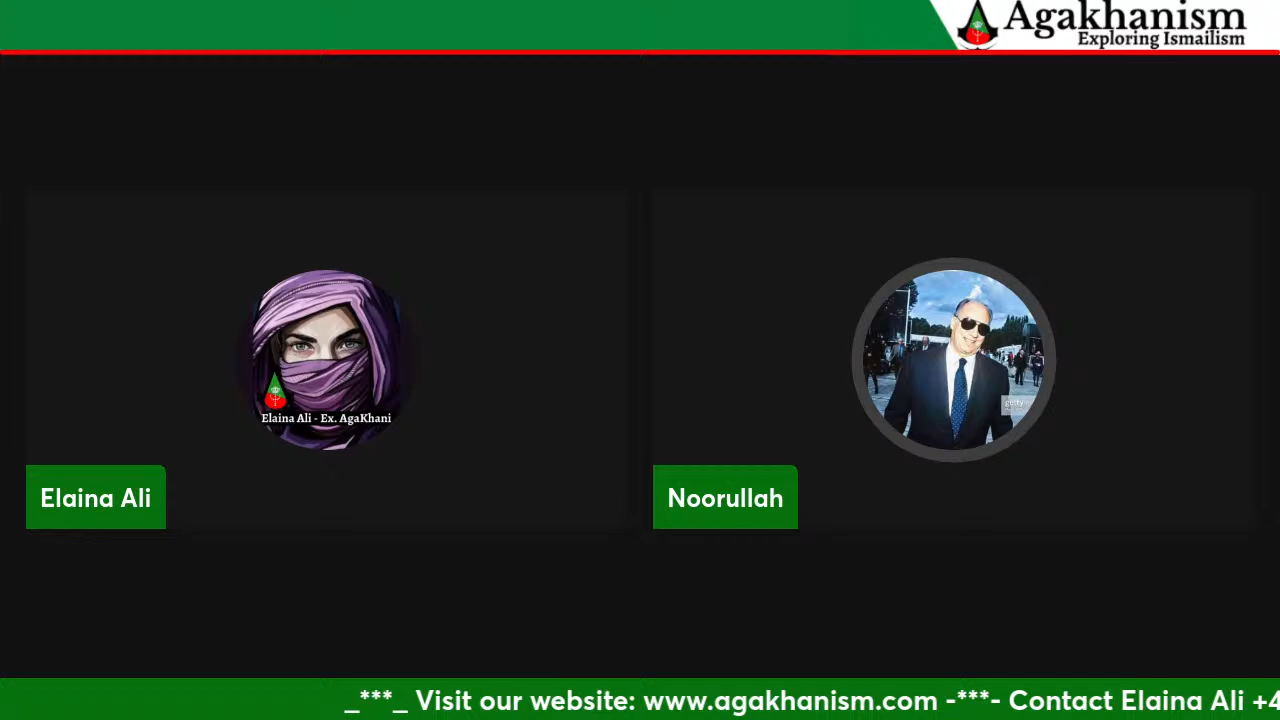 Agakhanism
Exploring Ismailism
Elaina Ali - Ex. AgaKhani
getty
Elaina Ali
Noorullah
_***_ Visit our website: www.agakhanism.com -***- Contact Elaina Ali +4